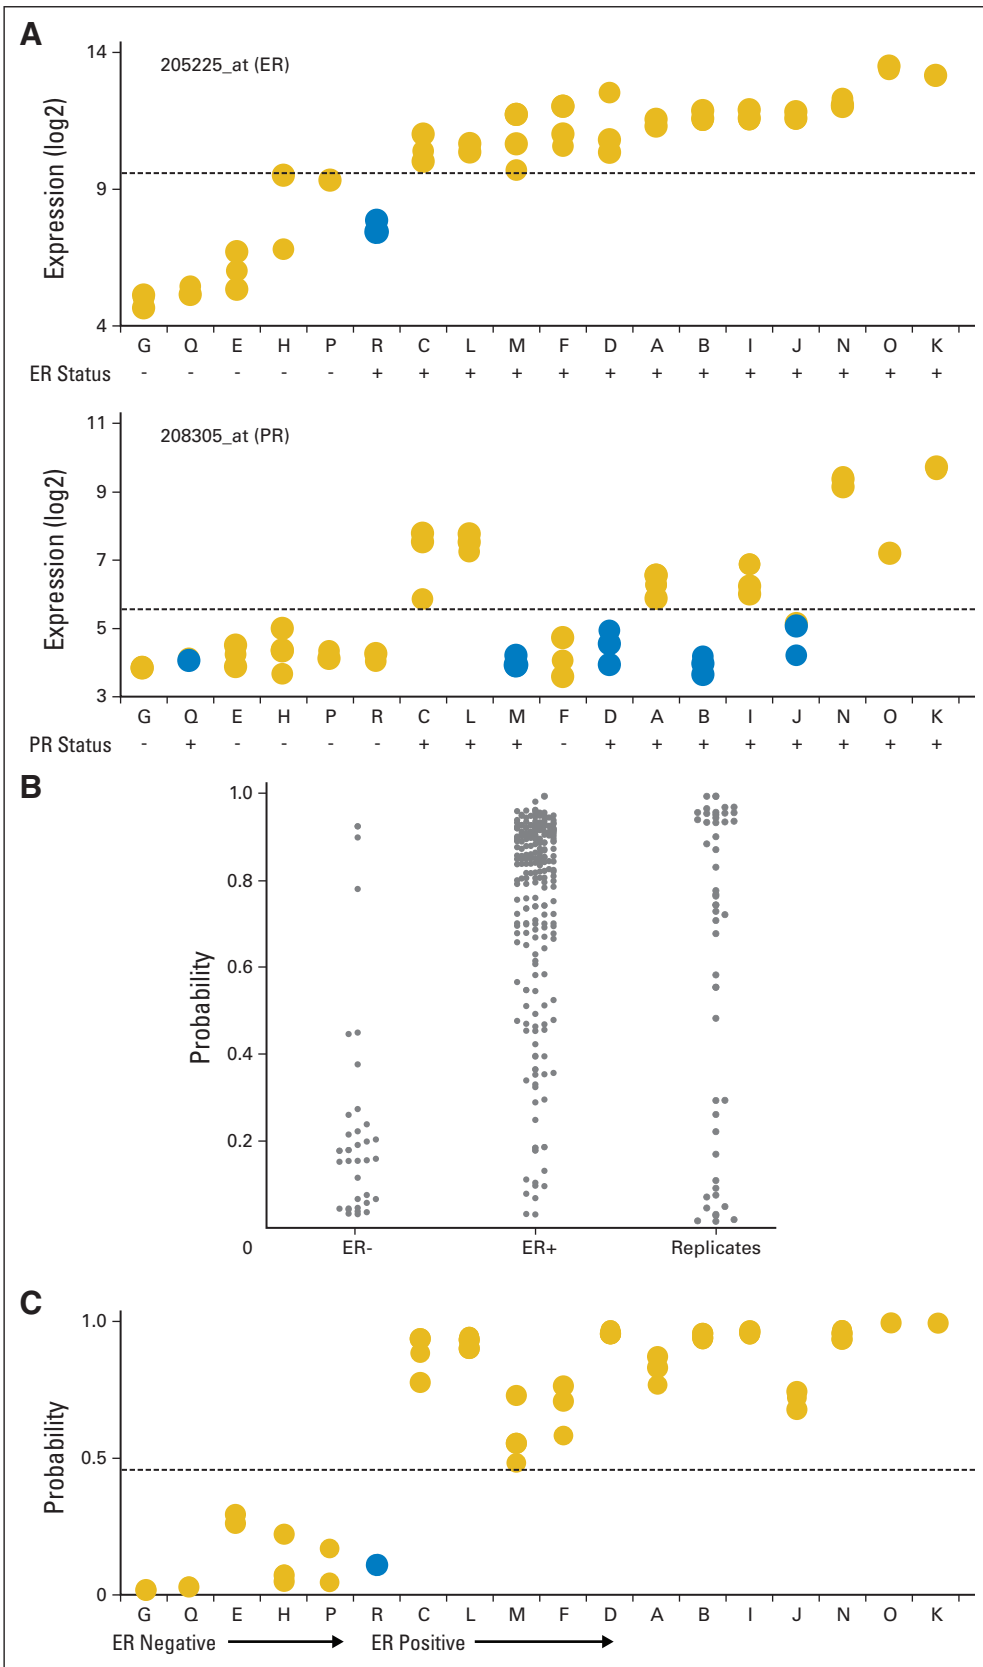 A
14
205225_at (ER)
Expression (log2)
9
4
G Q E H P R C L M F D A B I J N O K
ER Status - - - - - + + + + + + + + + + + + +
11
208305_at (PR)
Expression (log2)
9
7
5
3
G Q E H P R C L M F D A B I J N O K
PR Status - + - - - - + + + - + + + + + + + +
B
1.0
0.8
Probability
0.6
0.4
0.2
0
ER- ER+ Replicates
C
1.0
Probability
0.5
0
G Q E H P R C L M F D A B I J N O K
ER Negative ER Positive